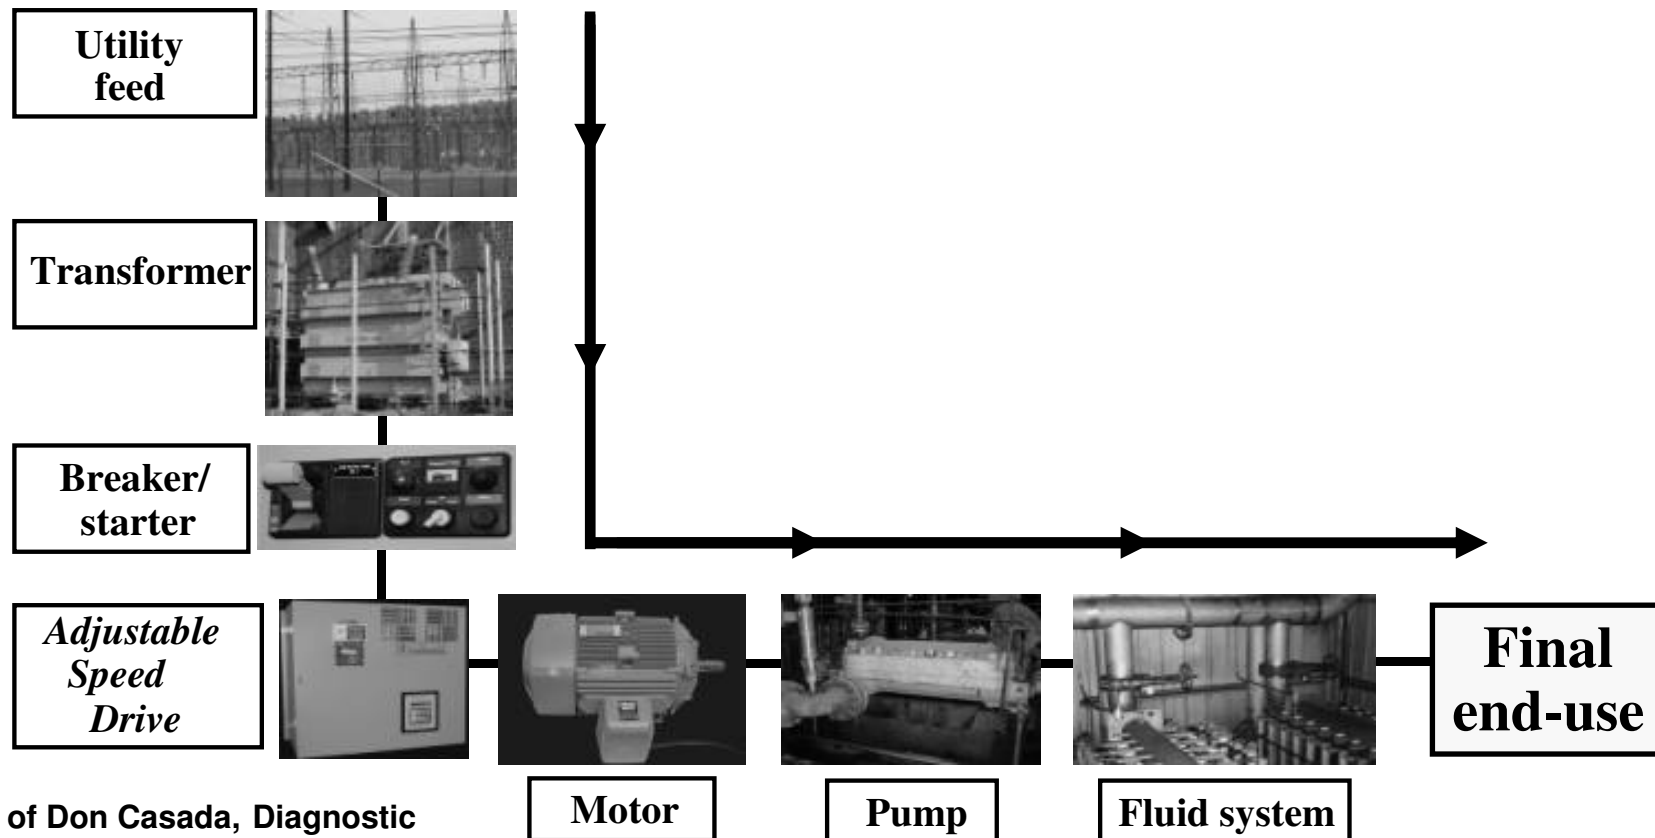 Utility
feed
Transformer
Breaker/
starter
Adjustable
Speed
Drive
Motor
Pump
Fluid system
Final
end-use
of Don Casada, Diagnostic